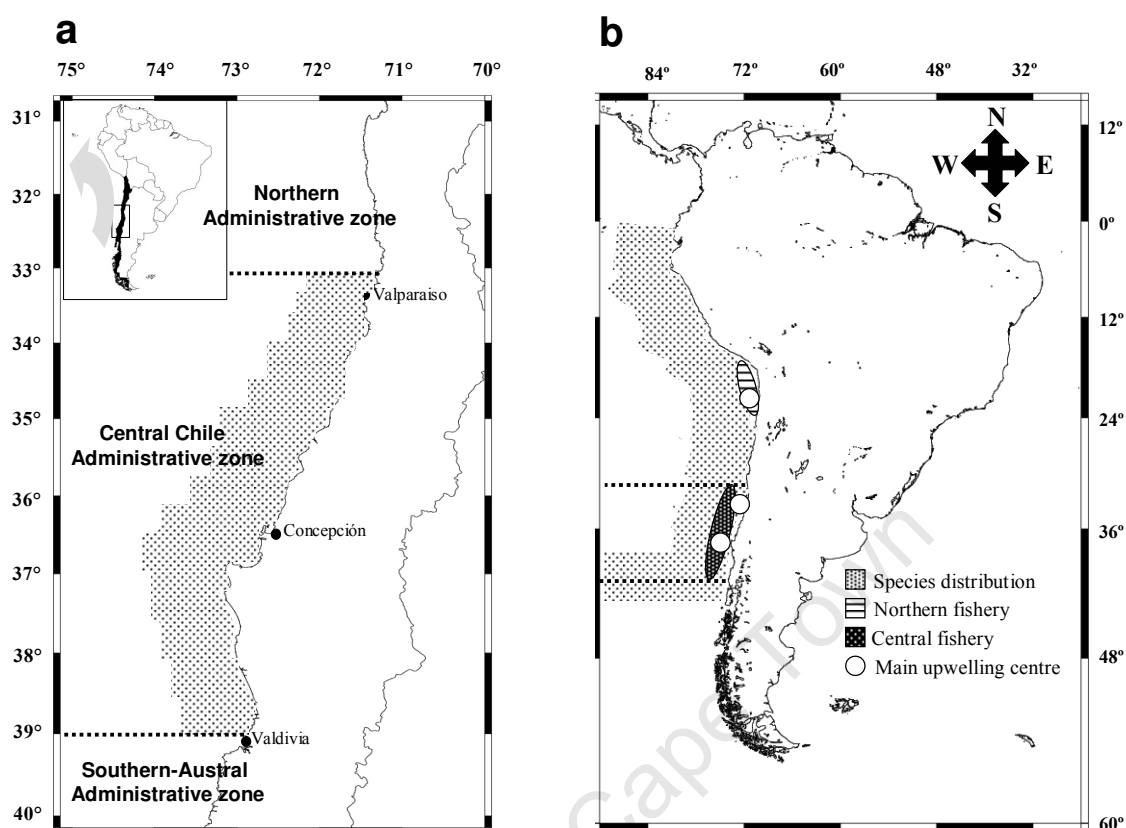 a
75° 74° 73° 72° 71° 70°
31°
32°
33°
34°
35°
36°
37°
38°
39°
40°
Northern
Administrative zone
Valparaiso
Central Chile
Administrative zone
Concepción
Valdivia
Southern-Austral
Administrative zone
b
84° 72° 60° 48° 32°
12°
0°
12°
24°
36°
48°
60°
N
W E
S
Species distribution
Northern fishery
Central fishery
Main upwelling centre
Cape Town